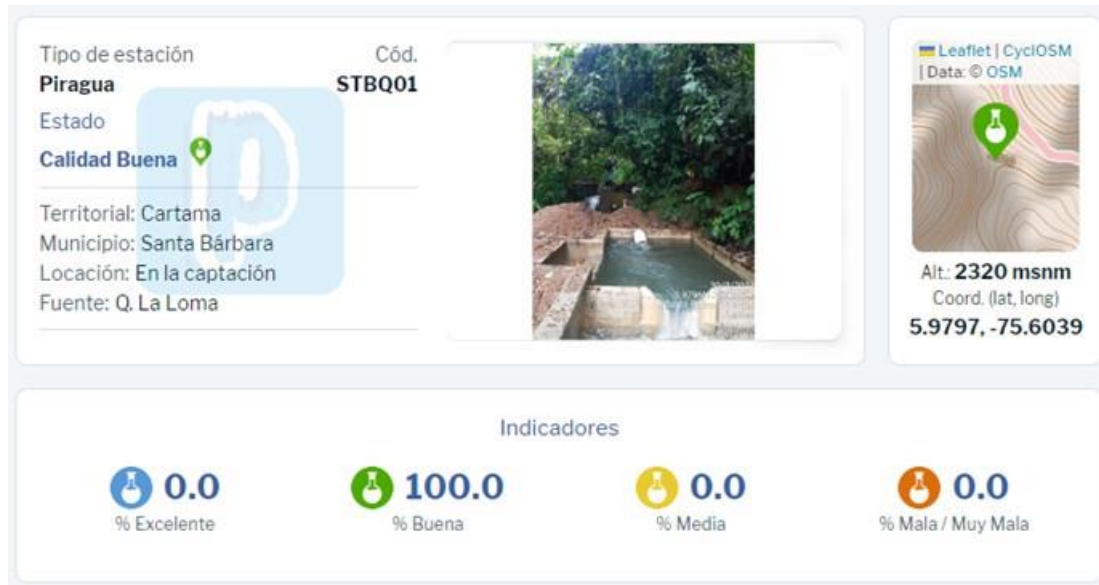 Tipo de estación Cód.
Piragua STBQ01
Estado
Calidad Buena
Territorial: Cartama
Municipio: Santa Bárbara
Locación: En la captación
Fuente: Q. La Loma
Leaflet | CyclOSM
| Data: © OSM
Alt.: 2320 msnm
Coord. (lat, long)
5.9797, -75.6039
Indicadores
0.0 100.0 0.0 0.0
% Excelente % Buena % Media % Mala / Muy Mala